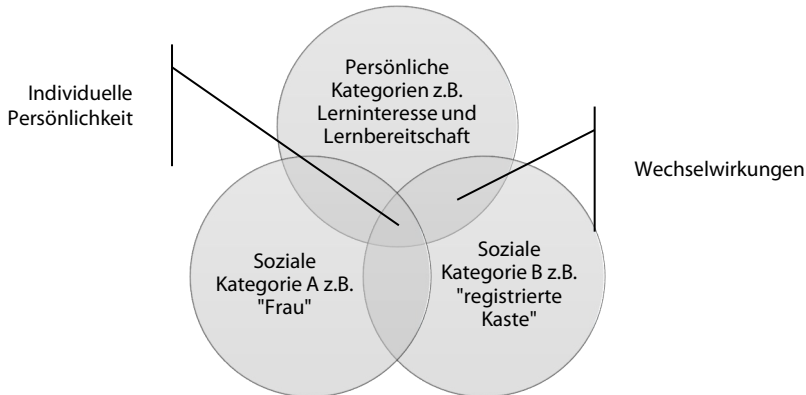 Persönliche
Kategorien z.B.
Lerninteresse und
Lernbereitschaft
Individuelle
Persönlichkeit
Wechselwirkungen
Soziale
Kategorie A z.B.
"Frau"
Soziale
Kategorie B z.B.
"registrierte
Kaste"